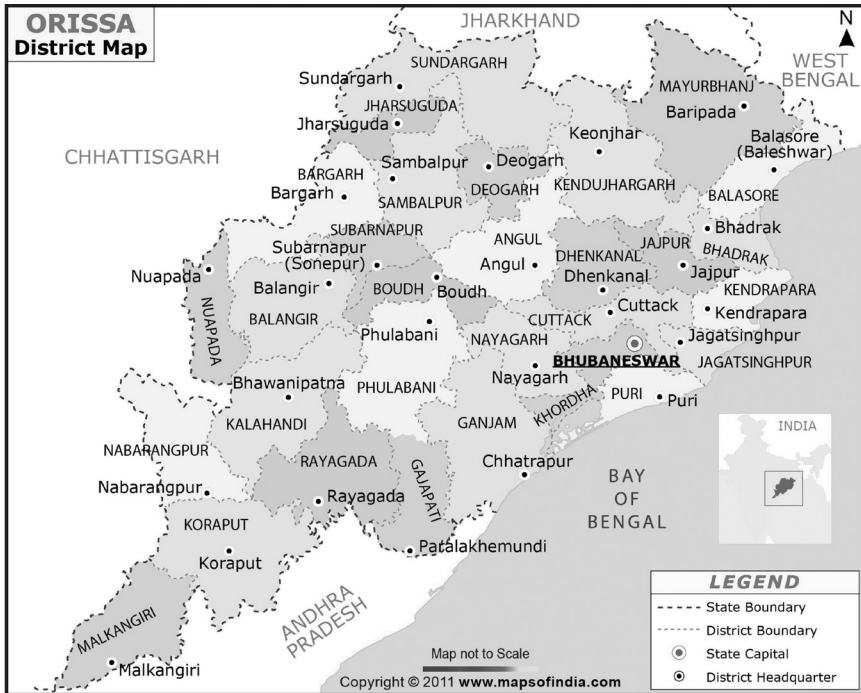 ORISSA
District Map
JHARKHAND
N
WEST
BENGAL
SUNDARGARH
Sundargarh
MAYURBHANJ
Baripada
JHARSUGUDA
Jharsuguda
Keonjhar
Balasore
(Baleshwar)
CHHATTISGARH
Sambalpur
Deogarh
BARGARH
Bargarh
DEOGARH
KENDUJHARGARH
SAMBALPUR
BALASORE
SUBARNAPUR
Bhadrak
Subarnapur
(Sonepur)
ANGUL
Angul
DHENKANAL
Dhenkanal
JAJPUR
Jajpur
BHADRAK
Nuapada
NUAPADA
Balangir
BALANGIR
BOUDH
Boudh
KENDRAPARA
Kendrapara
Cuttack
CUTTACK
Phulabani
NAYAGARH
Jagatsinghpur
BHUBANESWAR
JAGATSINGHPUR
Nayagarh
Bhawanipatna
PHULABANI
KHORDHA
PURI
Puri
KALAHANDI
GANJAM
INDIA
NABARANGPUR
RAYAGADA
GAJAPATI
Chhatrapur
BAY
OF
BENGAL
Nabarangpur
Rayagada
KORAPUT
Koraput
Patalakhemundi
ANDHRA
PRADESH
MALKANGIRI
Malkangiri
LEGEND
State Boundary
District Boundary
State Capital
District Headquarter
Map not to Scale
Copyright © 2011 www.mapsofindia.com